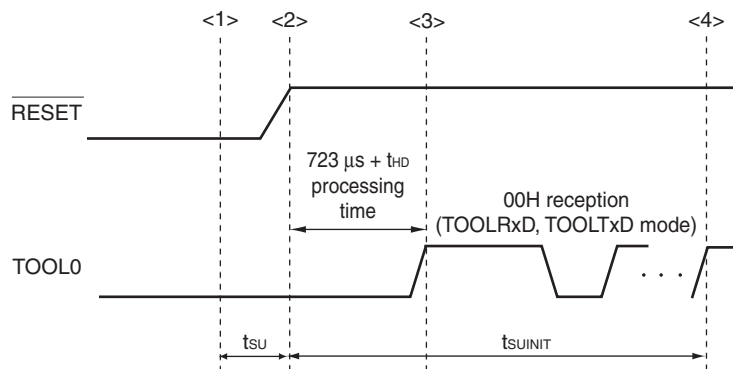 <1> <2> <3> <4>
RESET
723 μs + tHD
processing
time
00H reception
(TOOLRxD, TOOLTxD mode)
TOOL0
· · ·
tSU
tSUINIT